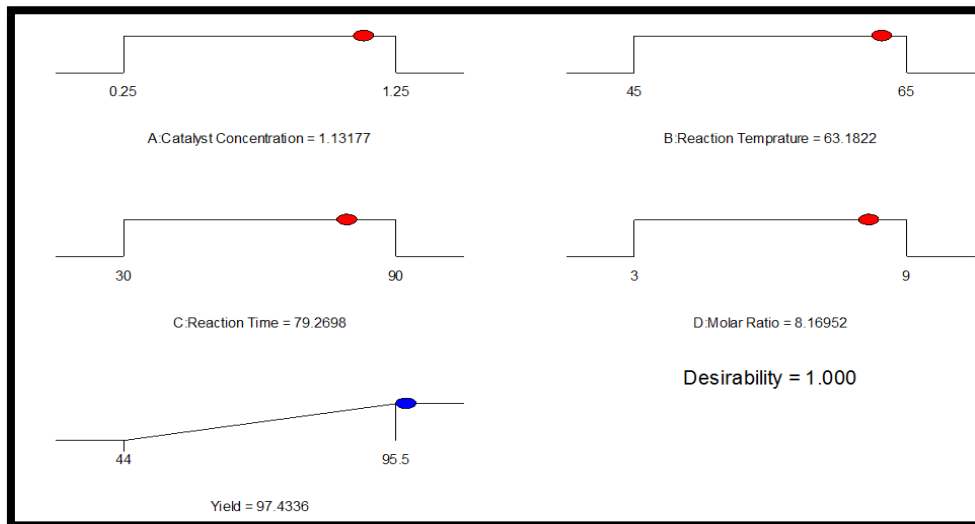 0.25 1.25
A:Catalyst Concentration = 1.13177
45 65
B:Reaction Temprature = 63.1822
30 90
C:Reaction Time = 79.2698
3 9
D:Molar Ratio = 8.16952
44 95.5
Yield = 97.4336
Desirability = 1.000